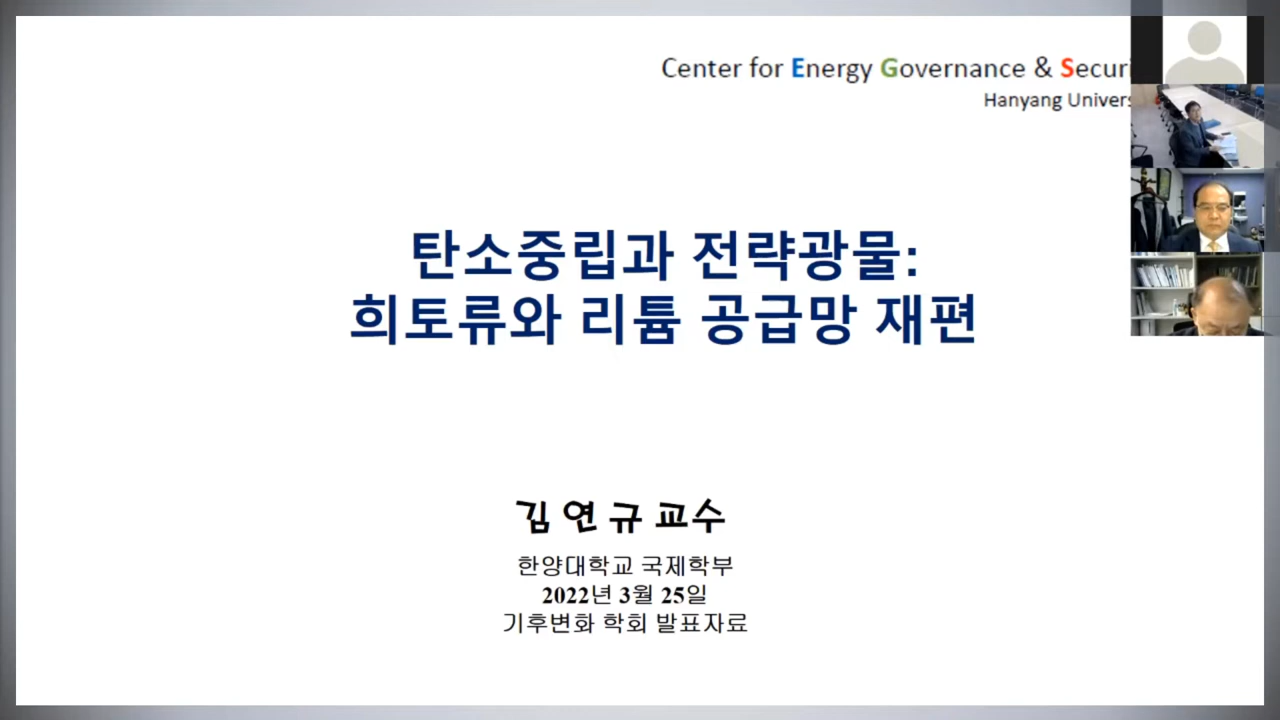 Center for Energy Governance & Securi
Hanyang Univers
탄소중립과 전략광물:
희토류와 리튬 공급망 재편
김 연 규 교수
한양대학교 국제학부
2022년 3월 25일
기후변화 학회 발표자료